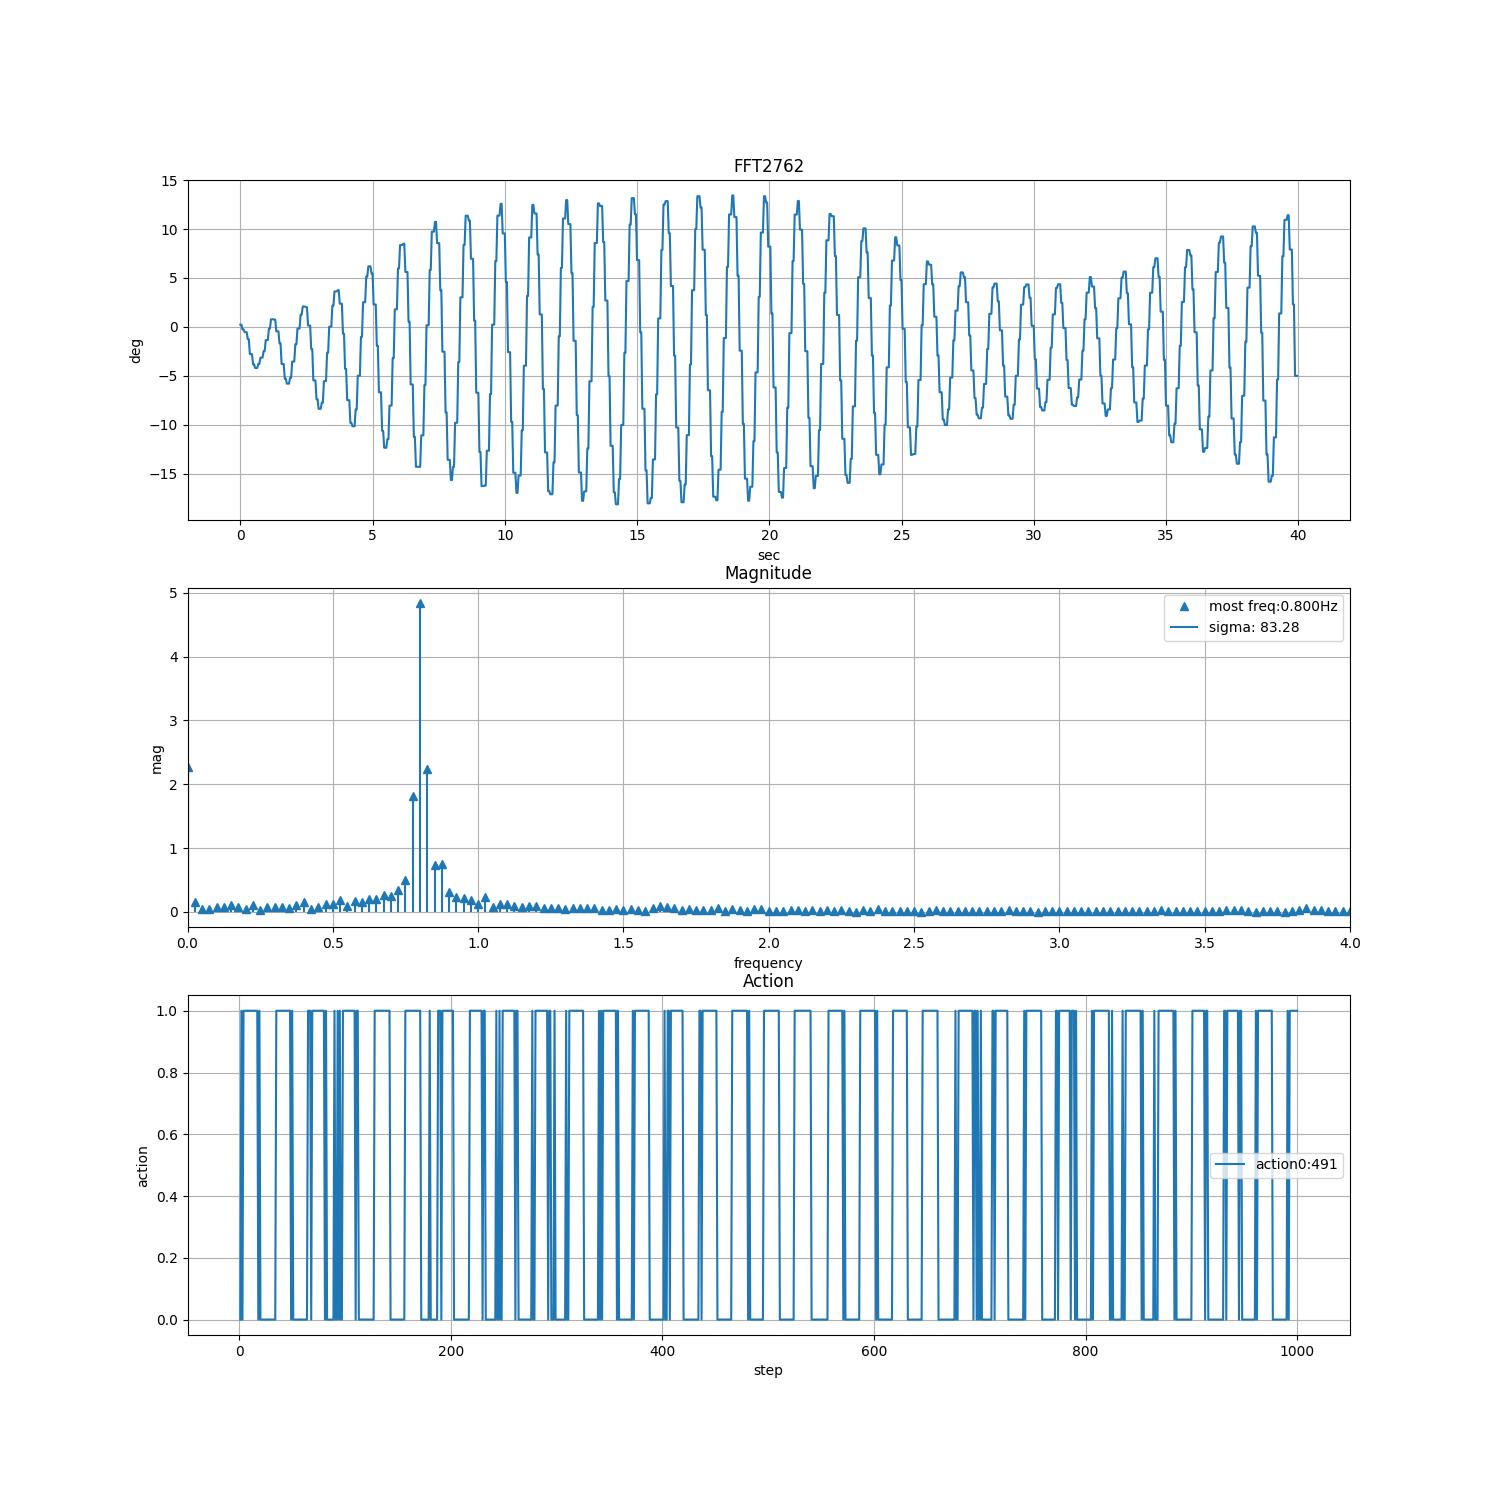 FFT2762
15
10
5
0
−5
−10
−15
deg
0 5 10 15 20 25 30 35 40
sec
Magnitude
5
4
3
2
1
0
mag
most freq:0.800Hz
sigma: 83.28
0.0 0.5 1.0 1.5 2.0 2.5 3.0 3.5 4.0
frequency
Action
1.0
0.8
0.6
0.4
0.2
0.0
action
action0:491
0 200 400 600 800 1000
step